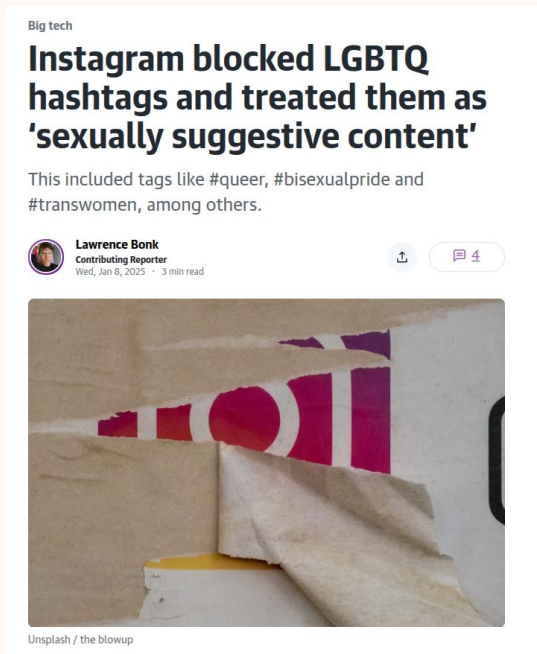 Big tech
Instagram blocked LGBTQ
hashtags and treated them as
‘sexually suggestive content’
This included tags like #queer, #bisexualpride and
#transwomen, among others.
Lawrence Bonk
Contributing Reporter
Wed, Jan 8, 2025 · 3 min read
4
Unsplash / the blowup